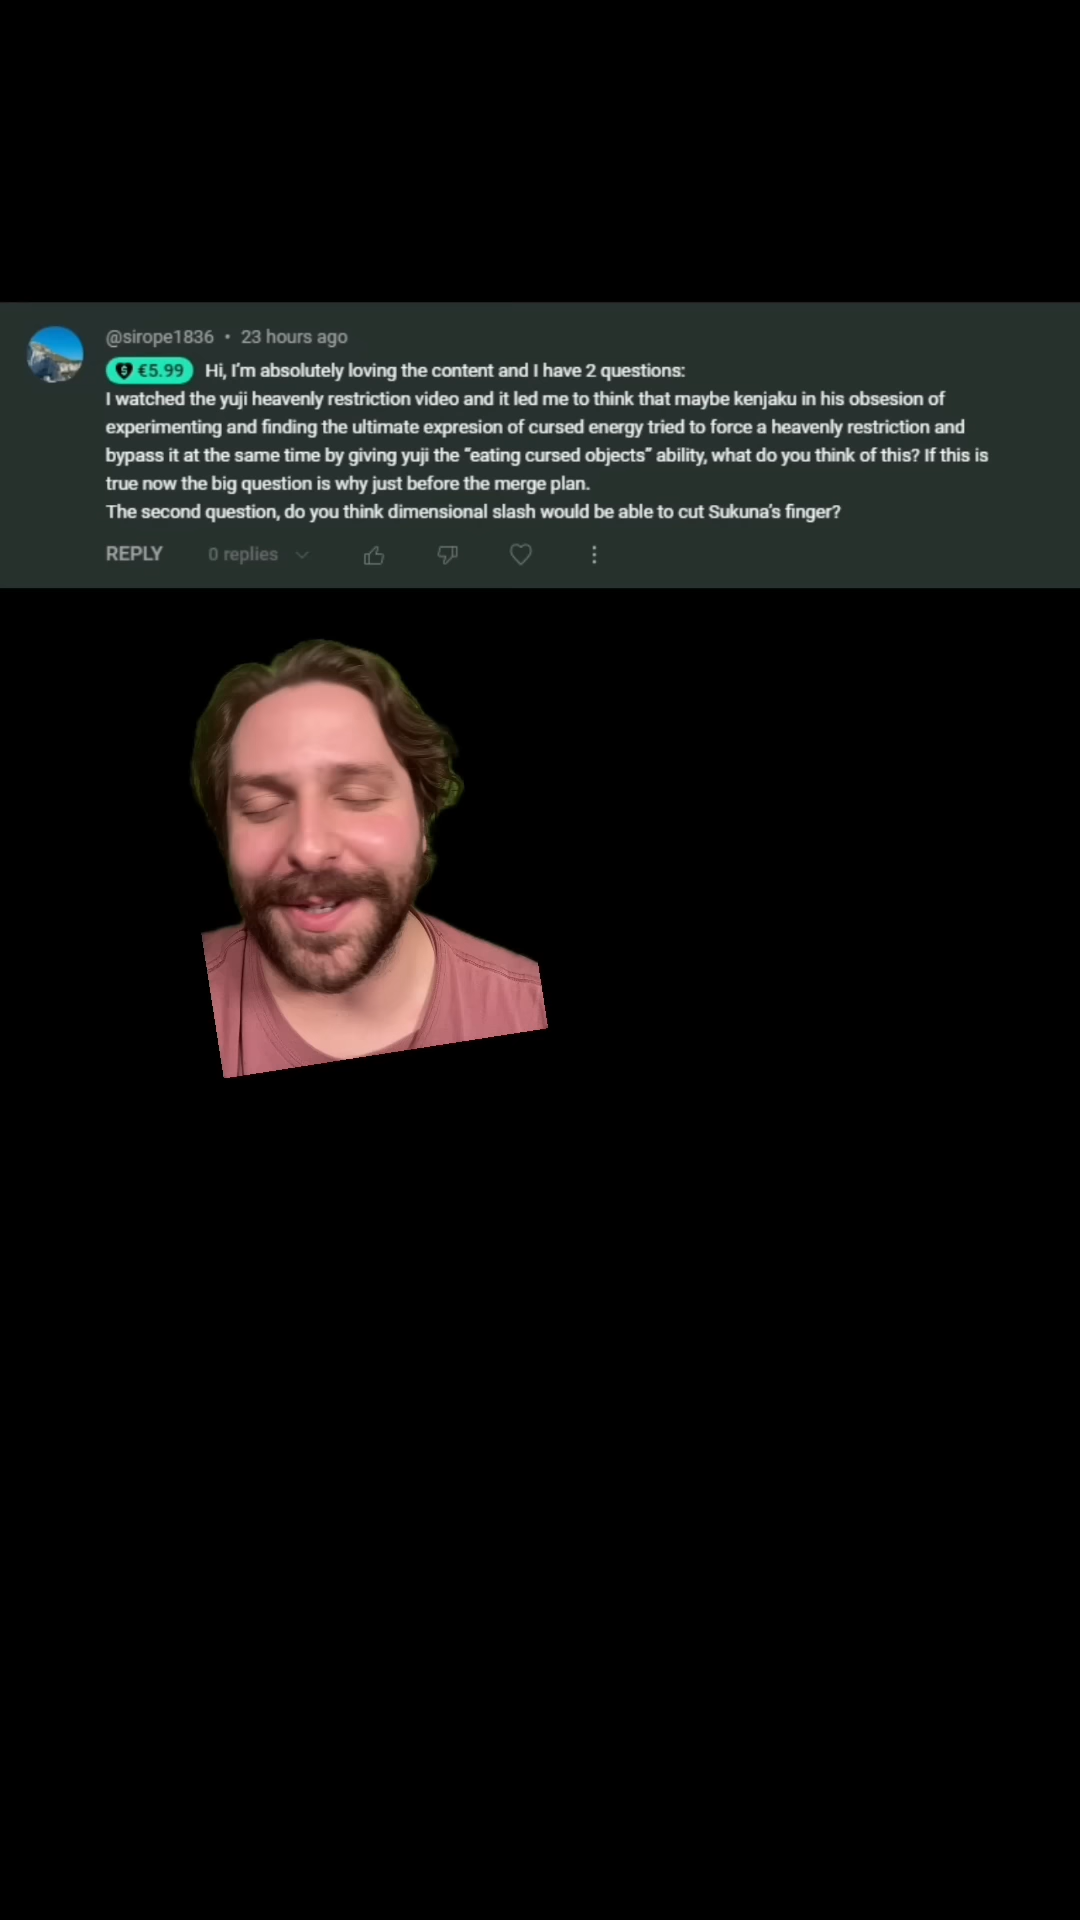 @sirope1836 • 23 hours ago
€5.99 Hi, I'm absolutely loving the content and I have 2 questions:
I watched the yuji heavenly restriction video and it led me to think that maybe kenjaku in his obsesion of
experimenting and finding the ultimate expresion of cursed energy tried to force a heavenly restriction and
bypass it at the same time by giving yuji the "eating cursed objects" ability, what do you think of this? If this is
true now the big question is why just before the merge plan.
The second question, do you think dimensional slash would be able to cut Sukuna's finger?
REPLY 0 replies